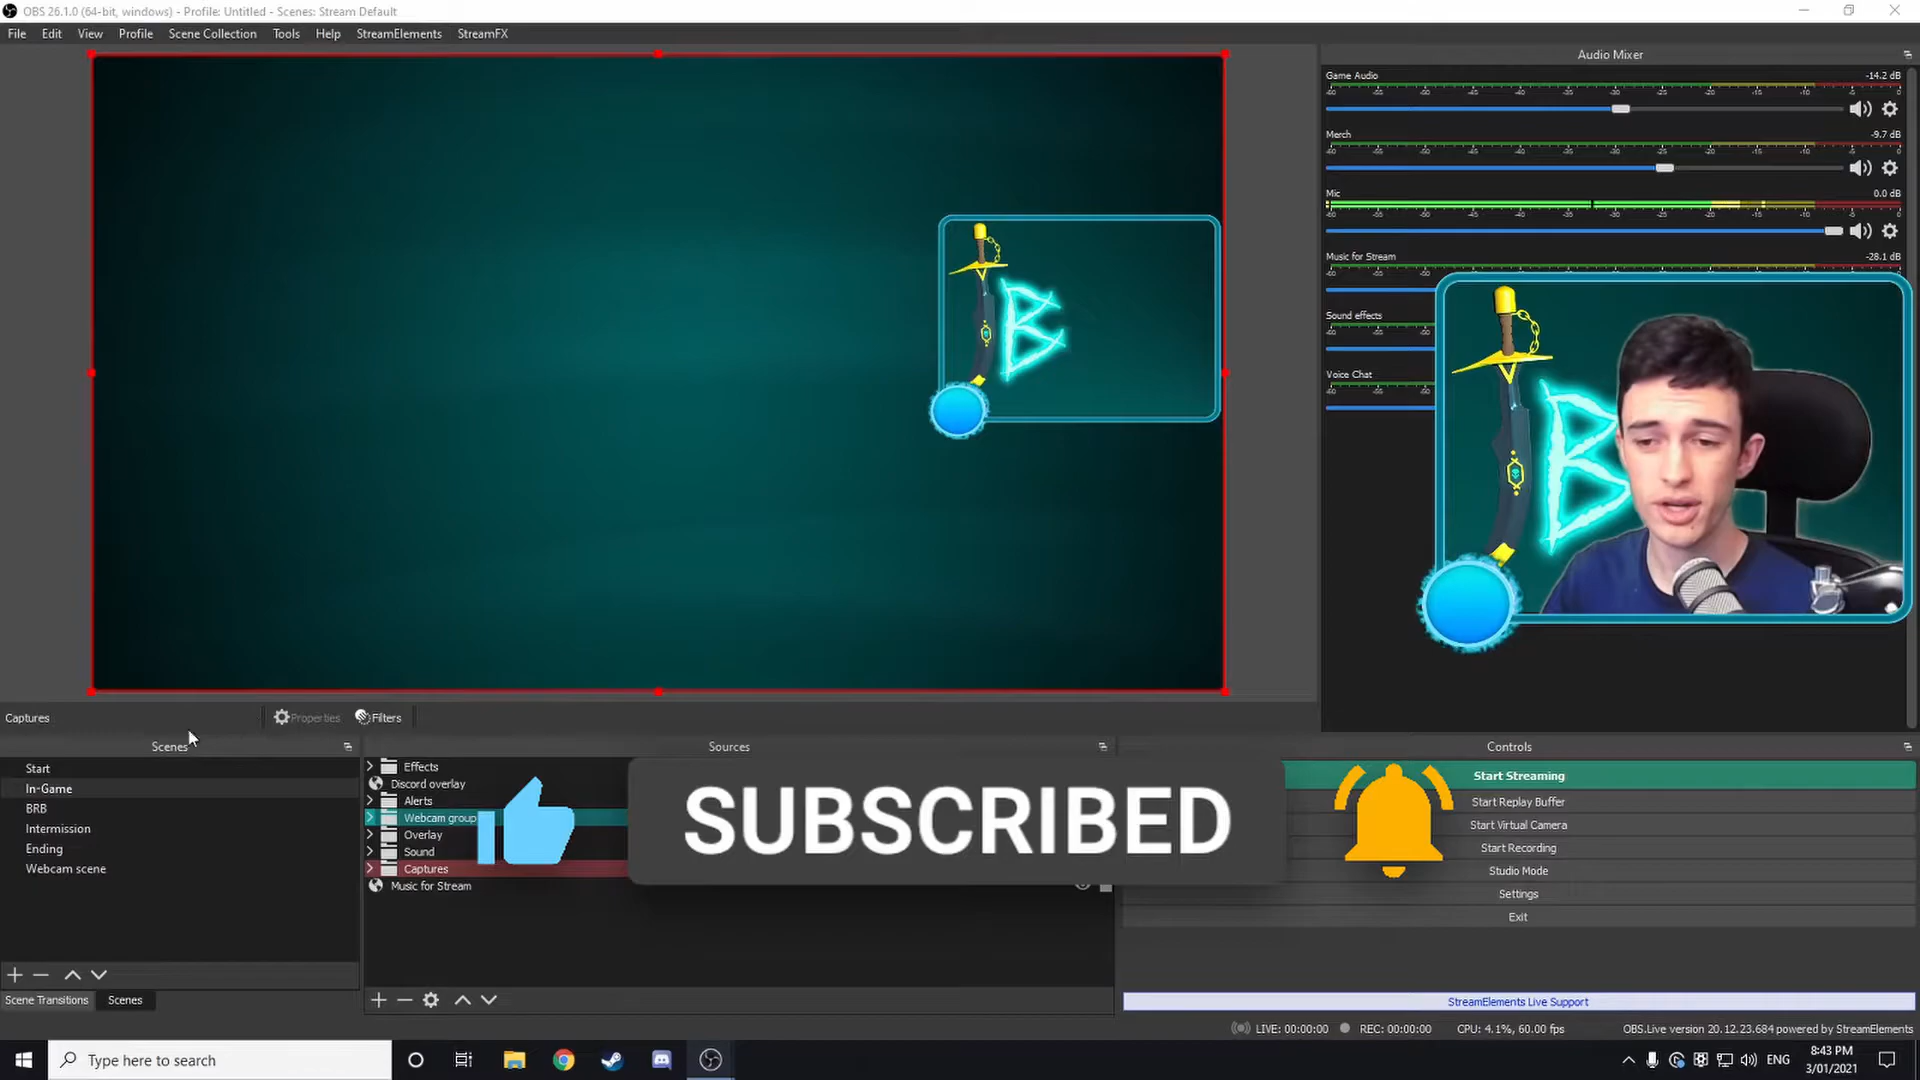 OBS 26.1.0 (64-bit, windows) - Profile: Untitled - Scenes: Stream Default
File Edit View Profile Scene Collection Tools Help StreamElements StreamFX
Audio Mixer
Game Audio -14.2 dB
Merch -9.7 dB
Mic 0.0 dB
Music for Stream -28.1 dB
Sound effects
Voice Chat
B
B
Captures Properties Filters
Scenes
Start
In-Game
BRB
Intermission
Ending
Webcam scene
Scene Transitions Scenes
Sources
Effects
Discord overlay
Alerts
Webcam group
Overlay
Sound
Captures
Music for Stream
SUBSCRIBED
Controls
Start Streaming
Start Replay Buffer
Start Virtual Camera
Start Recording
Studio Mode
Settings
Exit
StreamElements Live Support
LIVE: 00:00:00 REC: 00:00:00 CPU: 4.1%, 60.00 fps OBS.Live version 20.12.23.684 powered by StreamElements
Type here to search
ENG
8:43 PM
3/01/2021